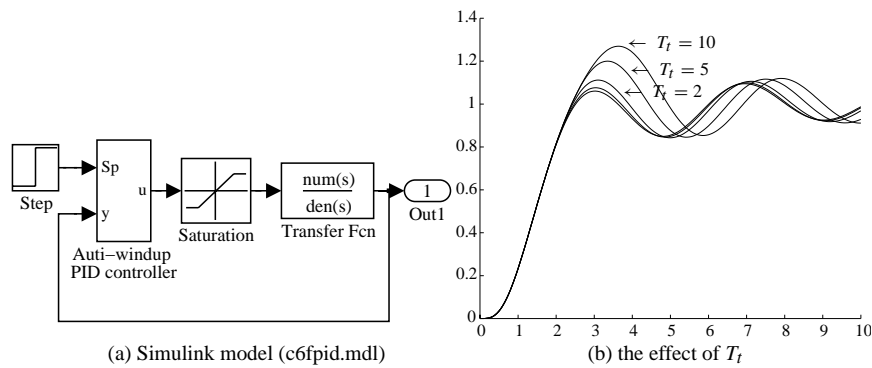 Step
Sp
y
u
Auti−windup
PID controller
Saturation
num(s)
den(s)
Transfer Fcn
1
Out1
(a) Simulink model (c6fpid.mdl)
1.4
1.2
1
0.8
0.6
0.4
0.2
0
0 1 2 3 4 5 6 7 8 9 10
← T_t = 10
← T_t = 5
← T_t = 2
(b) the effect of T_t